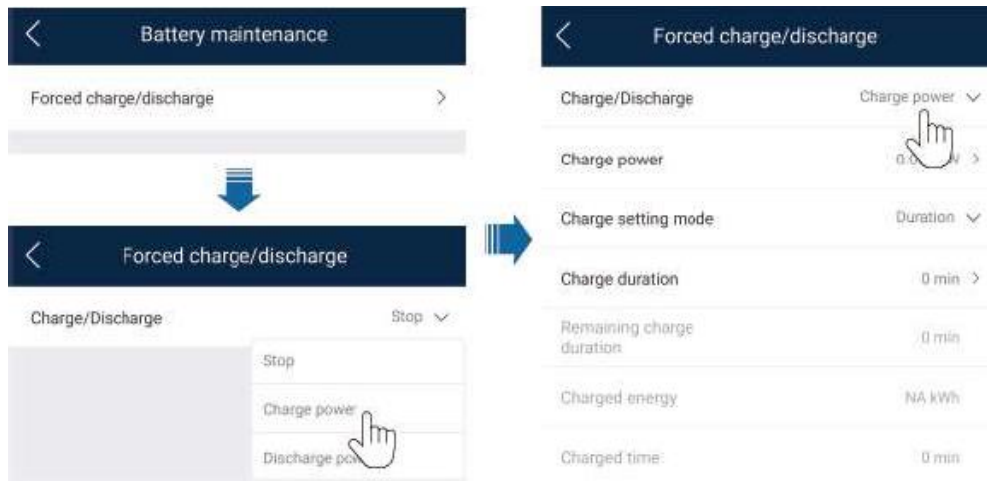 Battery maintenance
Forced charge/discharge
Forced charge/discharge
Charge/Discharge Stop
Stop
Charge power
Discharge
Forced charge/discharge
Charge/Discharge Charge power
Charge power
Charge setting mode Duration
Charge duration 0 min
Remaining charge
duration 0 min
Charged energy NA kWh
Charged time 0 min